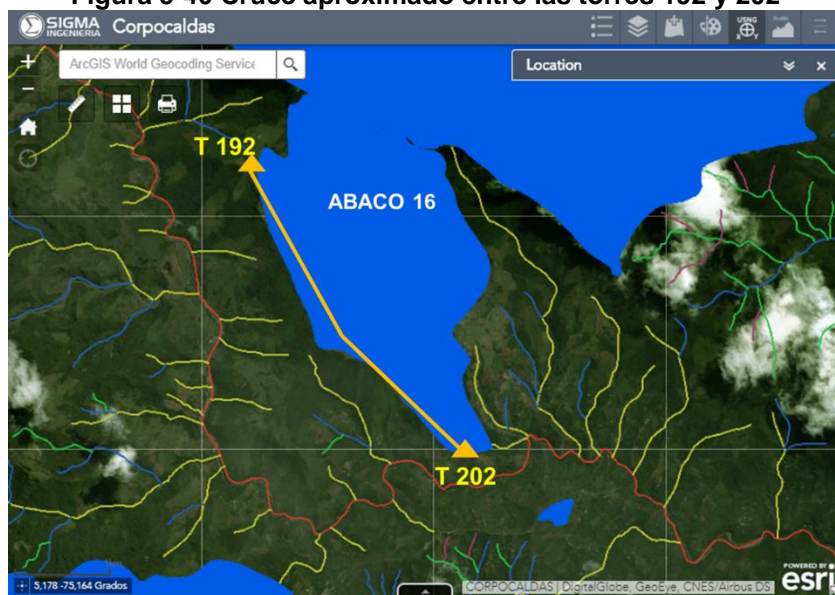 Figura 3-40 Cruce aproximado entre las torres 192 y 202
SIGMA
INGENIERIA
Corpocaldas
USNG
ArcGIS World Geocoding Service
Location
T 192
ABACO 16
T 202
5,178 -75,164 Grados
CORPOCALDAS | DigitalGlobe, GeoEye, CNES/Airbus DS
POWERED BY
esri